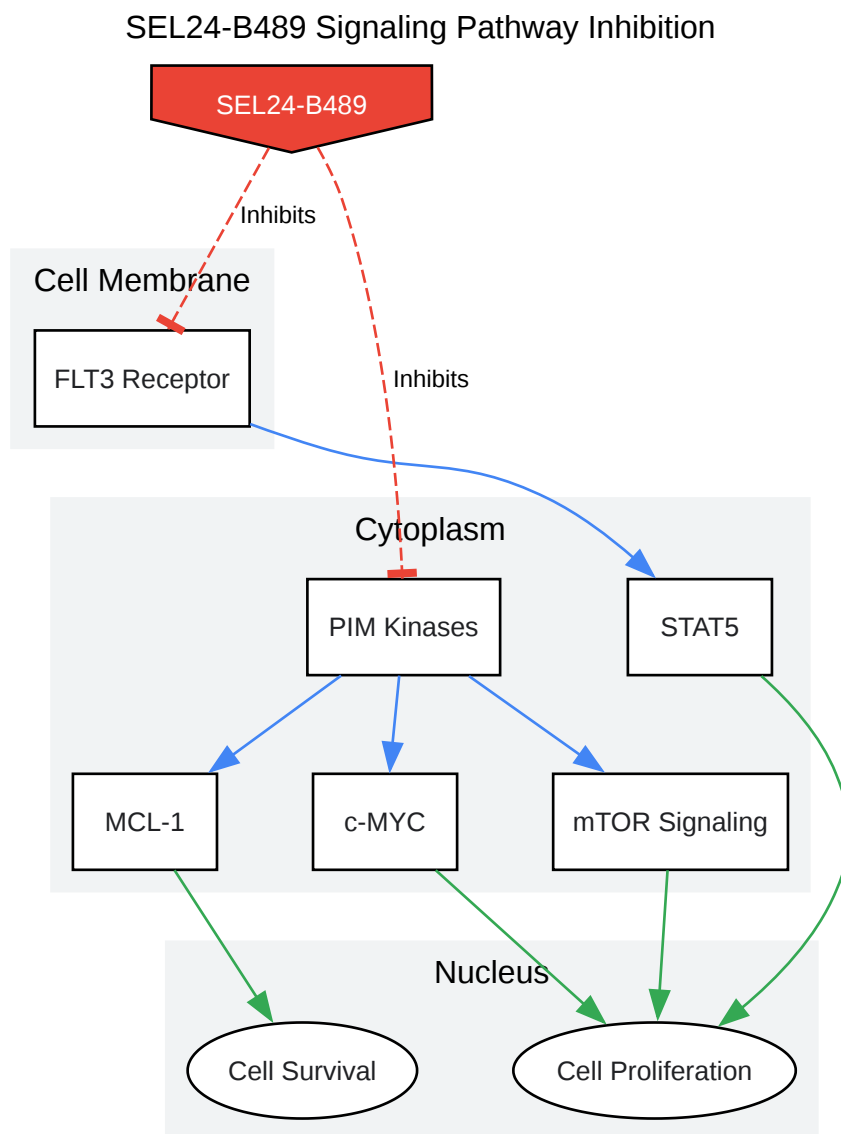 SEL24-B489 Signaling Pathway Inhibition
SEL24-B489
Inhibits
Cell Membrane
FLT3 Receptor
Inhibits
Cytoplasm
PIM Kinases
STAT5
MCL-1
c-MYC
mTOR Signaling
Nucleus
Cell Survival
Cell Proliferation